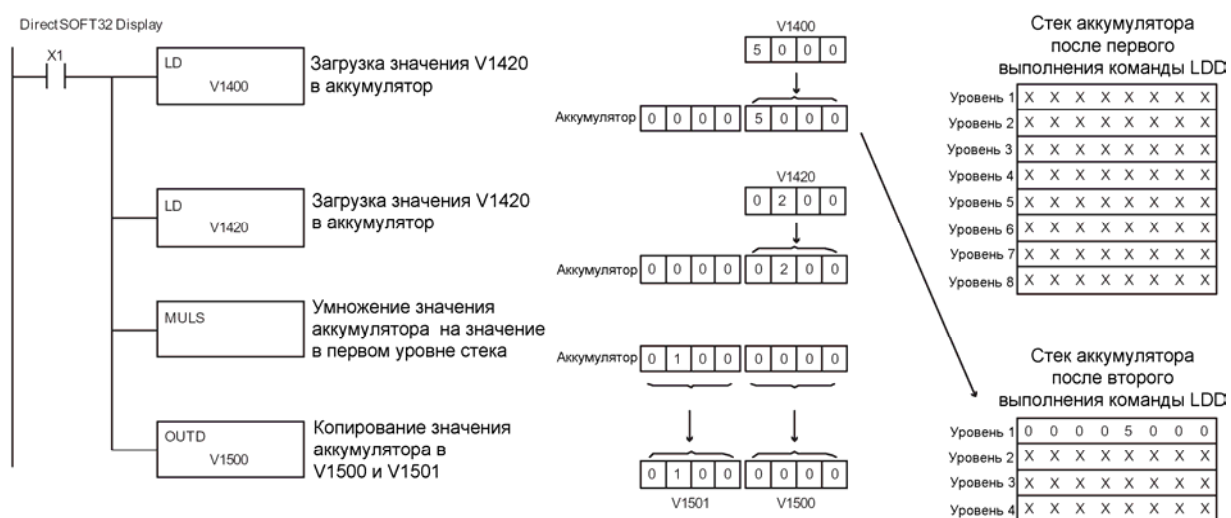 DirectSOFT32 Display
X1
LD
V1400
Загрузка значения V1420
в аккумулятор
LD
V1420
Загрузка значения V1420
в аккумулятор
MULS
Умножение значения
аккумулятора на значение
в первом уровне стека
OUTD
V1500
Копирование значения
аккумулятора в
V1500 и V1501
V1400
5 0 0 0
Аккумулятор 0 0 0 0 5 0 0 0
V1420
0 2 0 0
Аккумулятор 0 0 0 0 0 2 0 0
Аккумулятор 0 1 0 0 0 0 0 0
0 1 0 0 0 0 0 0
V1501 V1500
Стек аккумулятора
после первого
выполнения команды LDD
Уровень 1 X X X X X X X X
Уровень 2 X X X X X X X X
Уровень 3 X X X X X X X X
Уровень 4 X X X X X X X X
Уровень 5 X X X X X X X X
Уровень 6 X X X X X X X X
Уровень 7 X X X X X X X X
Уровень 8 X X X X X X X X
Стек аккумулятора
после второго
выполнения команды LDD
Уровень 1 0 0 0 0 5 0 0 0
Уровень 2 X X X X X X X X
Уровень 3 X X X X X X X X
Уровень 4 X X X X X X X X